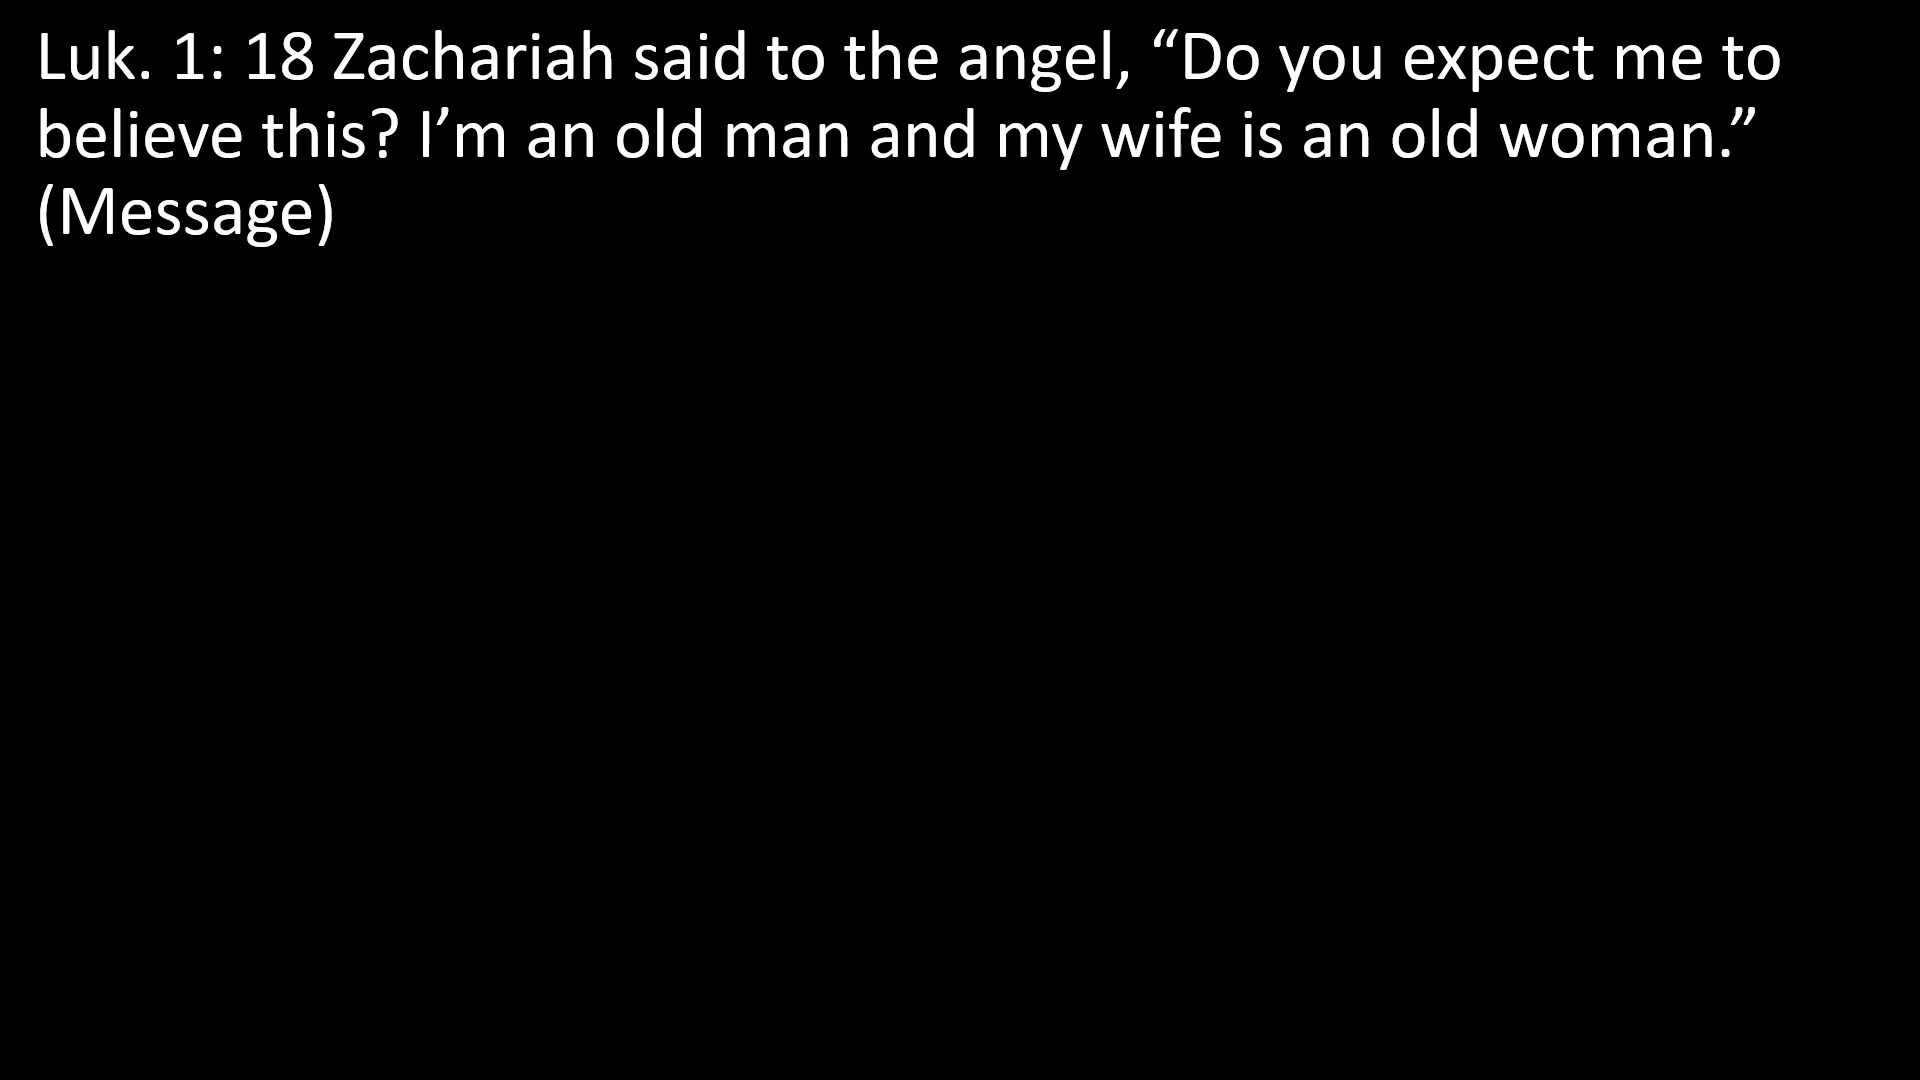 Luk. 1: 18 Zachariah said to the angel, “Do you expect me to
believe this? I’m an old man and my wife is an old woman.”
(Message)